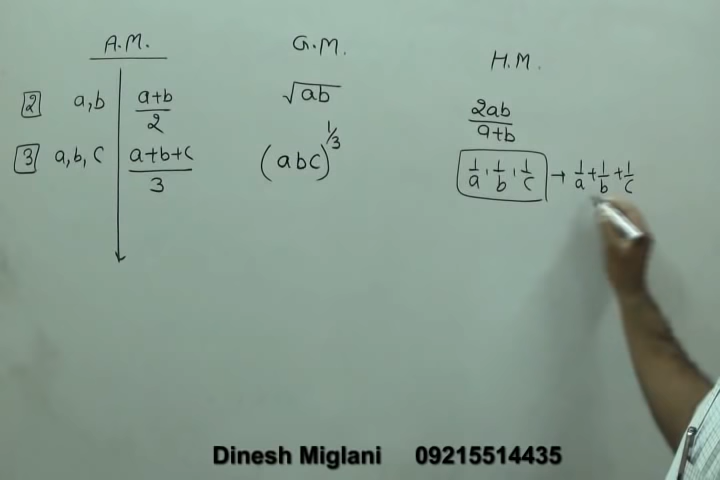 A.M. G.M. H.M.
2 a,b a+b/2 √ab 2ab/a+b
3 a,b,c a+b+c/3 (abc)^1/3 1/a, 1/b, 1/c → 1/a+1/b+1/c
Dinesh Miglani 09215514435